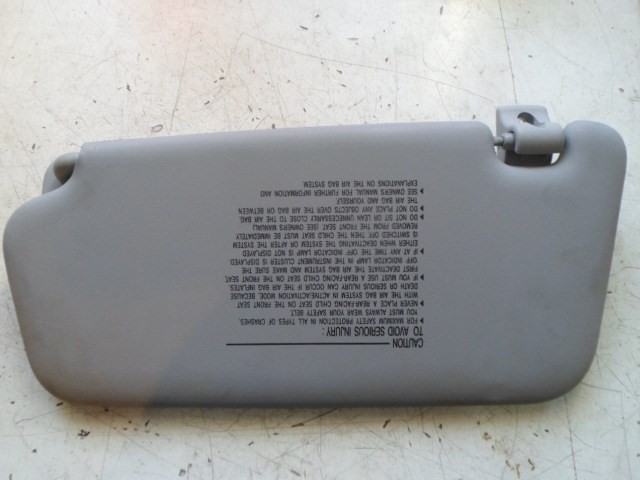 CAUTION
TO AVOID SERIOUS INJURY:
▶ FOR MAXIMUM SAFETY PROTECTION IN ALL TYPES OF CRASHES.
YOU MUST ALWAYS WEAR YOUR SAFETY BELT.
▶ NEVER PLACE A REAR-FACING CHILD SEAT ON THE FRONT SEAT
WITH THE AIR BAG SYSTEM IN ACTIVATION MODE, BECAUSE
DEATH OR SERIOUS INJURY CAN OCCUR IF THE AIR BAG INFLATES.
▶ IF YOU MUST USE A REAR-FACING CHILD SEAT ON THE FRONT SEAT,
FIRST DEACTIVATE THE AIR BAG SYSTEM AND MAKE SURE THE
OFF INDICATOR LAMP IN THE INSTRUMENT CLUSTER IS DISPLAYED
▶ IF AT ANY TIME THE OFF INDICATOR LAMP IS NOT DISPLAYED
EITHER WHEN DEACTIVATING THE SYSTEM OR AFTER THE SYSTEM
IS SWITCHED OFF THEN THE CHILD SEAT MUST BE IMMEDIATELY
REMOVED FROM THE FRONT SEAT (SEE OWNER'S MANUAL).
▶ DO NOT SIT OR LEAN UNNECESSARILY CLOSE TO THE AIR BAG
▶ DO NOT PLACE ANY OBJECTS OVER THE AIR BAG OR BETWEEN
THE AIR BAG AND YOURSELF
▶ SEE OWNER'S MANUAL FOR FURTHER INFORMATION AND
EXPLANATIONS ON THE AIR BAG SYSTEM.